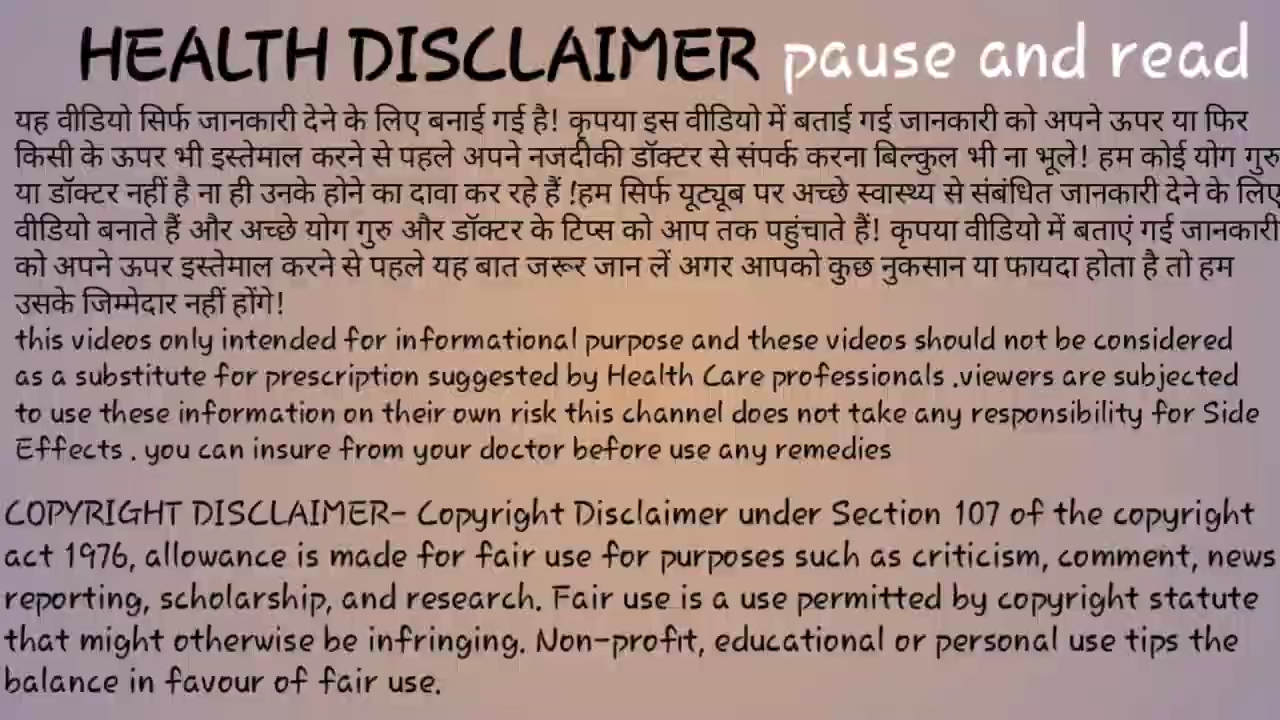 HEALTH DISCLAIMER pause and read
यह वीडियो सिर्फ जानकारी देने के लिए बनाई गई है! कृपया इस वीडियो में बताई गई जानकारी को अपने ऊपर या फिर
किसी के ऊपर भी इस्तेमाल करने से पहले अपने नजदीकी डॉक्टर से संपर्क करना बिल्कुल भी ना भूले! हम कोई योग गुरु
या डॉक्टर नहीं है ना ही उनके होने का दावा कर रहे हैं !हम सिर्फ यूट्यूब पर अच्छे स्वास्थ्य से संबंधित जानकारी देने के लिए
वीडियो बनाते हैं और अच्छे योग गुरु और डॉक्टर के टिप्स को आप तक पहुंचाते हैं! कृपया वीडियो में बताएं गई जानकारी
को अपने ऊपर इस्तेमाल करने से पहले यह बात जरूर जान लें अगर आपको कुछ नुकसान या फायदा होता है तो हम
उसके जिम्मेदार नहीं होंगे!
this videos only intended for informational purpose and these videos should not be considered
as a substitute for prescription suggested by Health Care professionals .viewers are subjected
to use these information on their own risk this channel does not take any responsibility for Side
Effects . you can insure from your doctor before use any remedies
COPYRIGHT DISCLAIMER- Copyright Disclaimer under Section 107 of the copyright
act 1976, allowance is made for fair use for purposes such as criticism, comment, news
reporting, scholarship, and research. Fair use is a use permitted by copyright statute
that might otherwise be infringing. Non-profit, educational or personal use tips the
balance in favour of fair use.